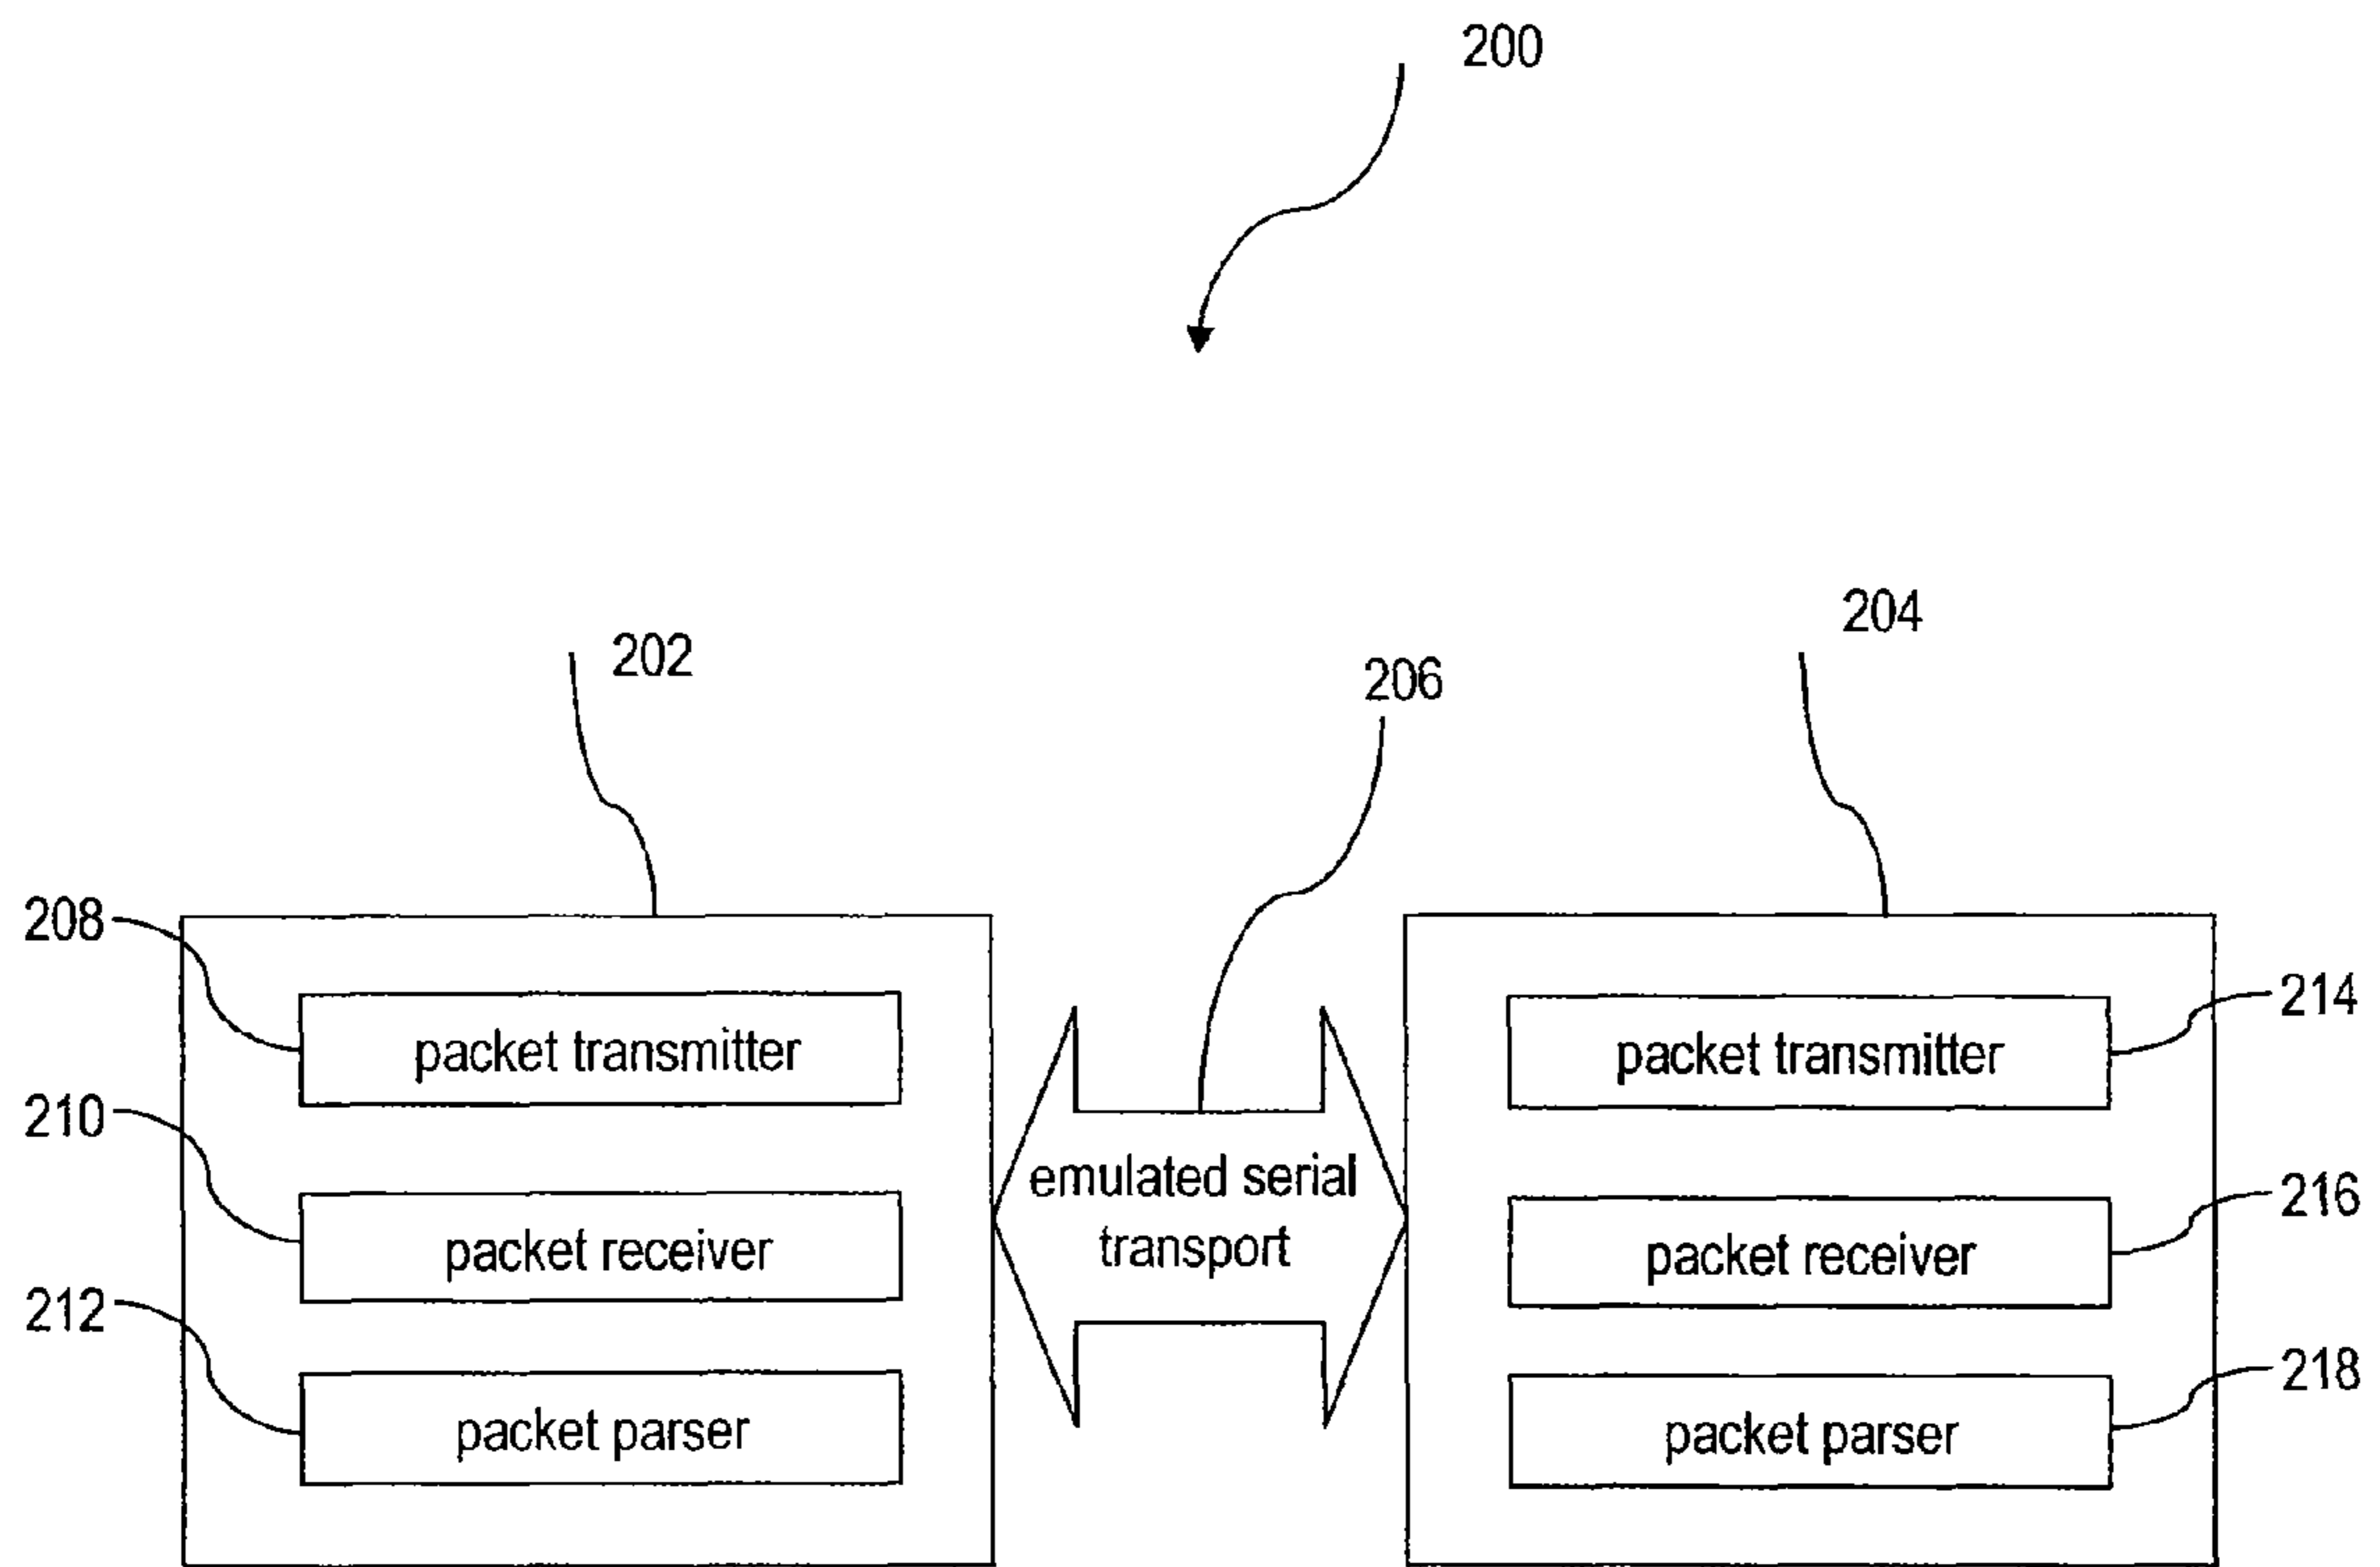 200
202
204
206
208
packet transmitter
packet transmitter
214
210
emulated serial
transport
packet receiver
packet receiver
216
212
packet parser
packet parser
218